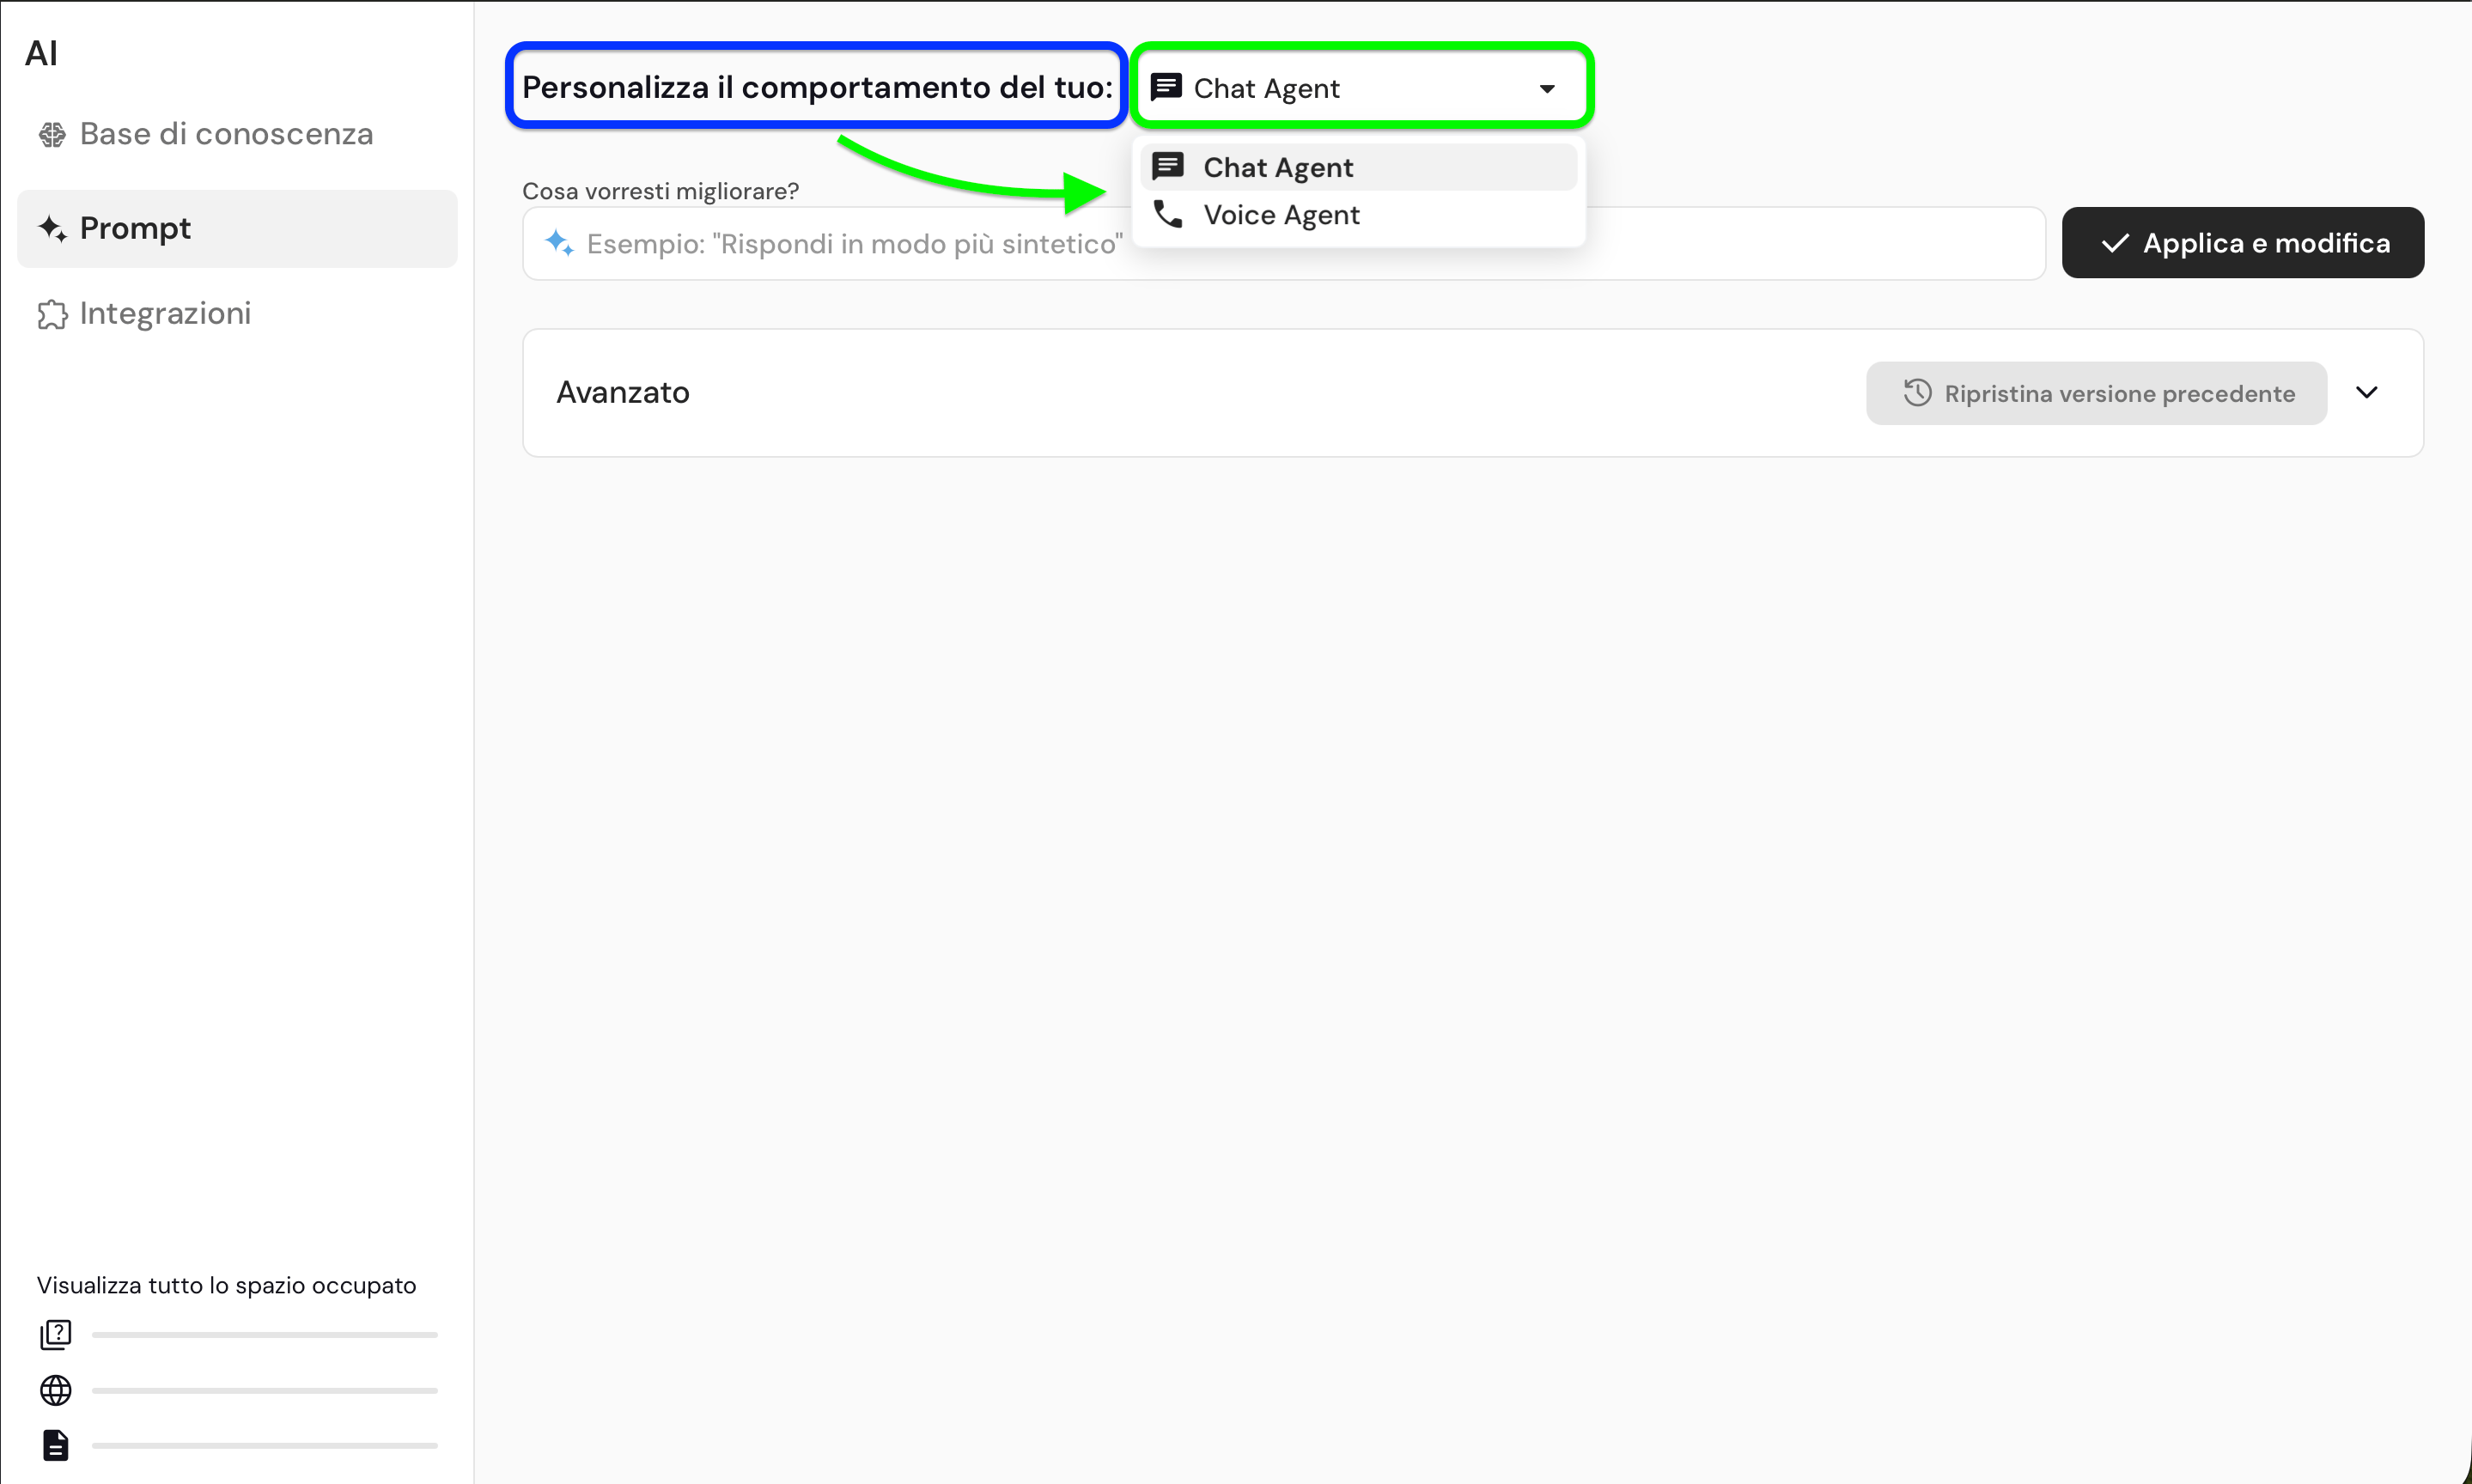 AI
Base di conoscenza
Prompt
Integrazioni
Visualizza tutto lo spazio occupato
Personalizza il comportamento del tuo:
Chat Agent
Chat Agent
Voice Agent
Cosa vorresti migliorare?
Esempio: "Rispondi in modo più sintetico"
Applica e modifica
Avanzato
Ripristina versione precedente